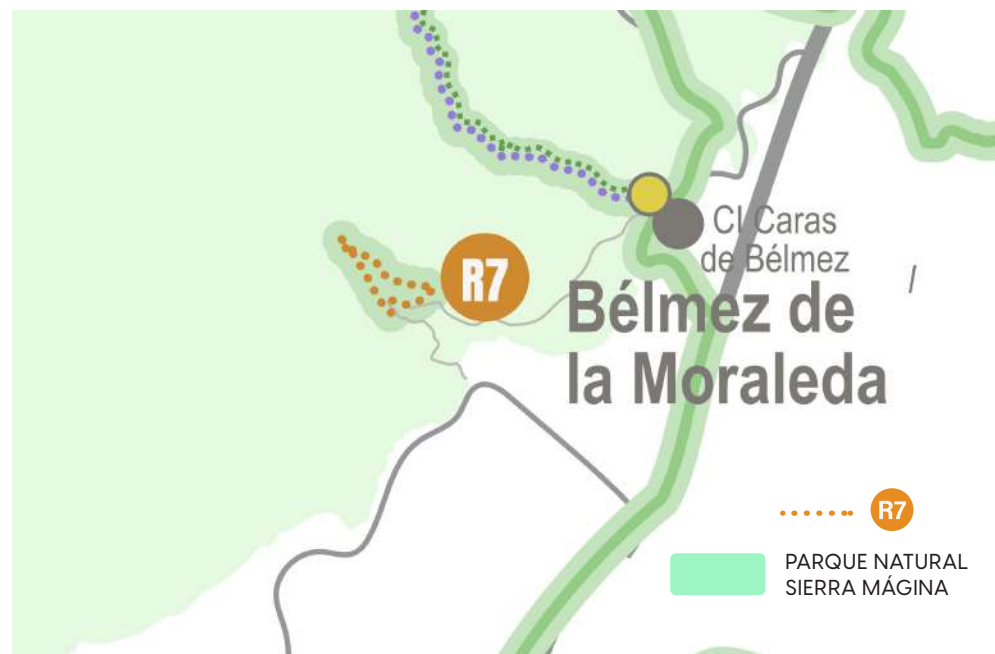 CI Caras
de Bélmez
R7
Bélmez de
la Moraleda
R7
PARQUE NATURAL
SIERRA MÁGINA